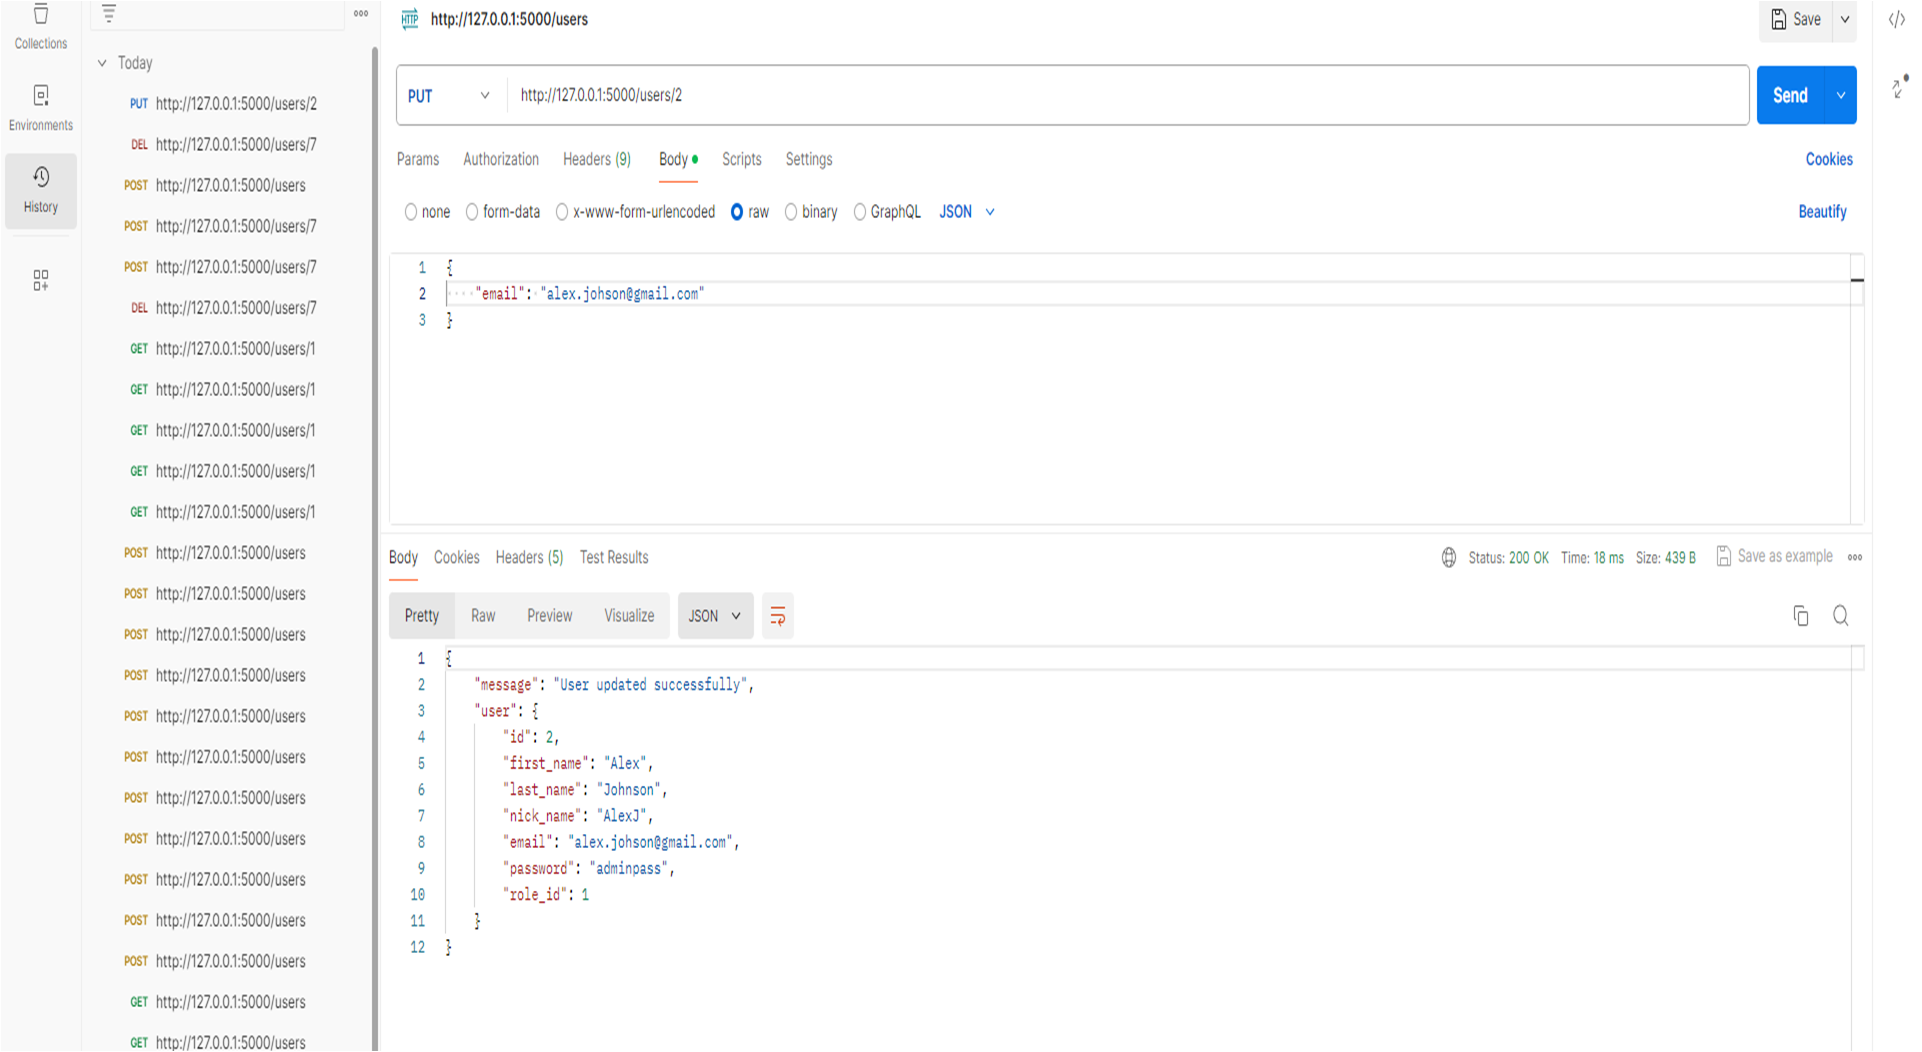 Collections
Environments
History
Today
PUT http://127.0.0.1:5000/users/2
DEL http://127.0.0.1:5000/users/7
POST http://127.0.0.1:5000/users
POST http://127.0.0.1:5000/users/7
POST http://127.0.0.1:5000/users/7
DEL http://127.0.0.1:5000/users/7
GET http://127.0.0.1:5000/users/1
GET http://127.0.0.1:5000/users/1
GET http://127.0.0.1:5000/users/1
GET http://127.0.0.1:5000/users/1
GET http://127.0.0.1:5000/users/1
POST http://127.0.0.1:5000/users
POST http://127.0.0.1:5000/users
POST http://127.0.0.1:5000/users
POST http://127.0.0.1:5000/users
POST http://127.0.0.1:5000/users
POST http://127.0.0.1:5000/users
POST http://127.0.0.1:5000/users
POST http://127.0.0.1:5000/users
POST http://127.0.0.1:5000/users
POST http://127.0.0.1:5000/users
POST http://127.0.0.1:5000/users
GET http://127.0.0.1:5000/users
GET http://127.0.0.1:5000/users
HTTP http://127.0.0.1:5000/users
Save
</>
PUT http://127.0.0.1:5000/users/2
Send
Params Authorization Headers (9) Body Scripts Settings Cookies
none form-data x-www-form-urlencoded raw binary GraphQL JSON Beautify
1 {
2 "email": "alex.johson@gmail.com"
3 }
Body Cookies Headers (5) Test Results Status: 200 OK Time: 18 ms Size: 439 B Save as example
Pretty Raw Preview Visualize JSON
1 {
2 "message": "User updated successfully",
3 "user": {
4 "id": 2,
5 "first_name": "Alex",
6 "last_name": "Johnson",
7 "nick_name": "AlexJ",
8 "email": "alex.johson@gmail.com",
9 "password": "adminpass",
10 "role_id": 1
11 }
12 }